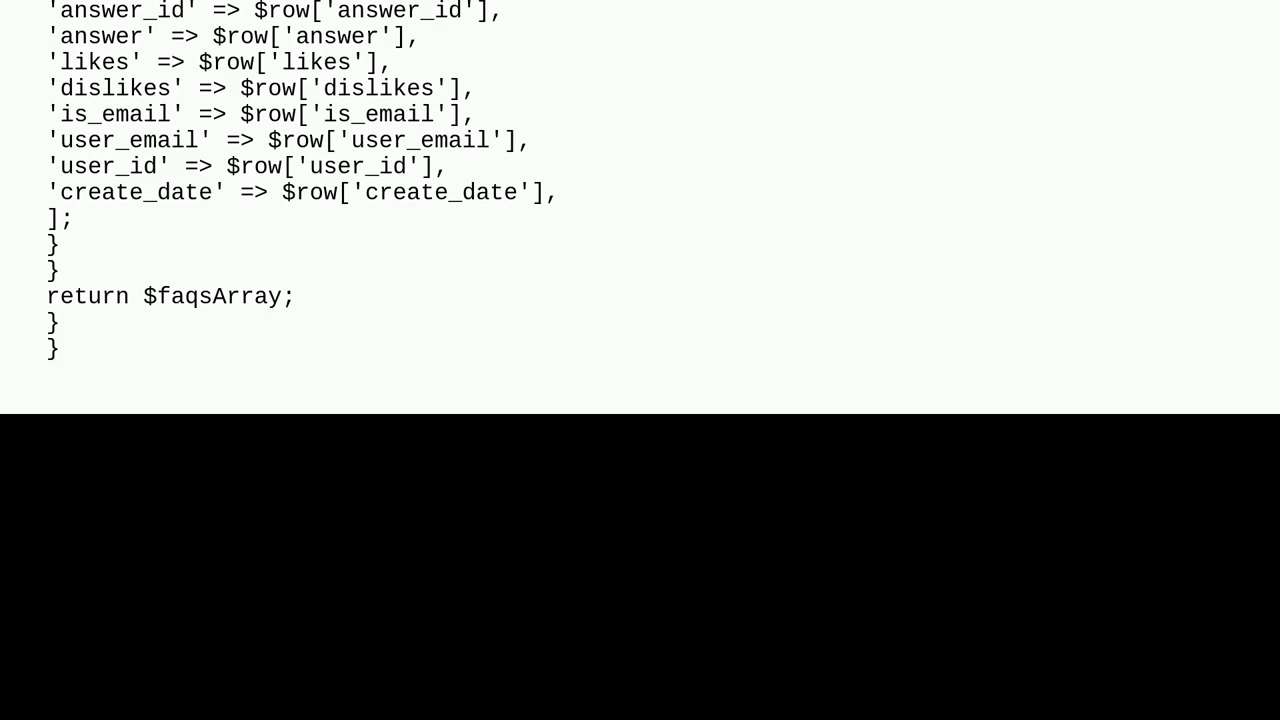 'answer_id' => $row['answer_id'],
'answer' => $row['answer'],
'likes' => $row['likes'],
'dislikes' => $row['dislikes'],
'is_email' => $row['is_email'],
'user_email' => $row['user_email'],
'user_id' => $row['user_id'],
'create_date' => $row['create_date'],
];
}
}
return $faqsArray;
}
}